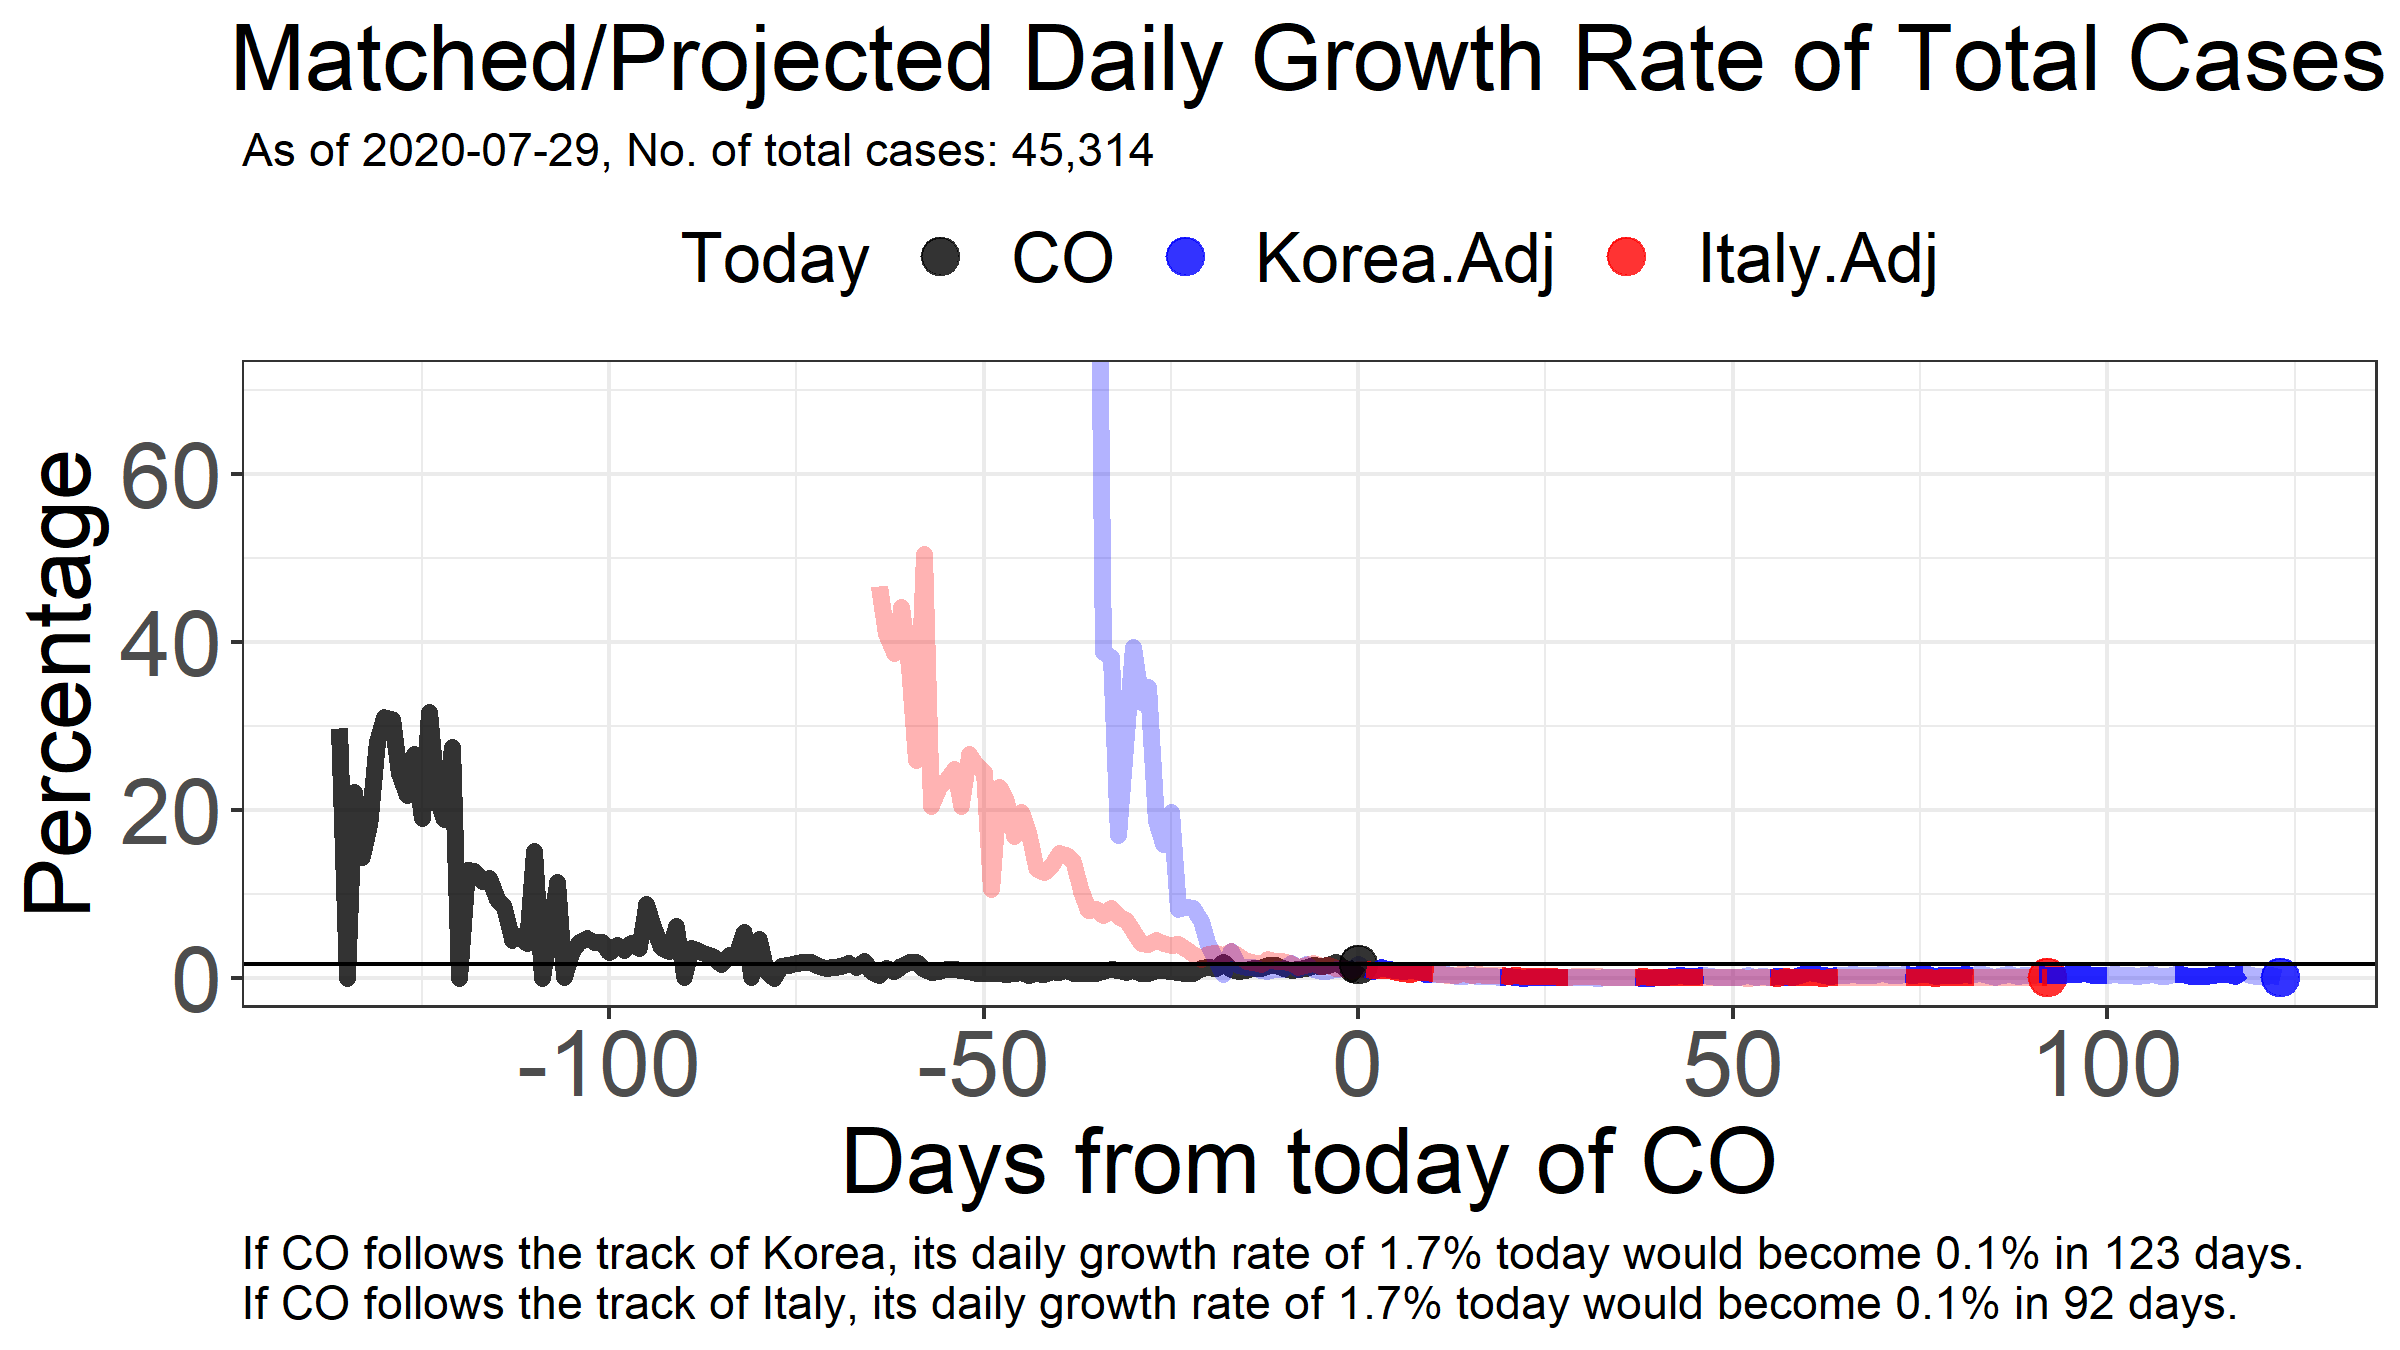 Matched/Projected Daily Growth Rate of Total Cases
As of 2020-07-29, No. of total cases: 45,314
Today CO Korea.Adj Italy.Adj
Percentage
60
40
20
0
-100 -50 0 50 100
Days from today of CO
If CO follows the track of Korea, its daily growth rate of 1.7% today would become 0.1% in 123 days.
If CO follows the track of Italy, its daily growth rate of 1.7% today would become 0.1% in 92 days.